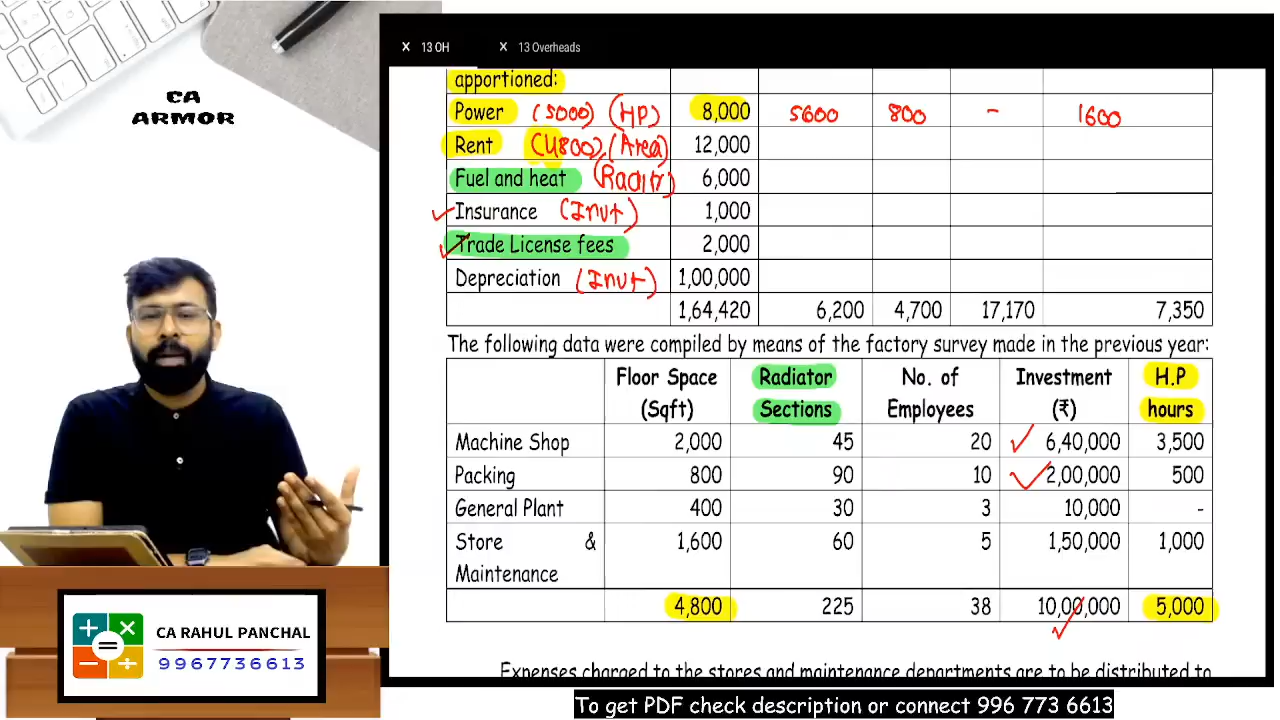 CA
ARMOR
13 OH
13 Overheads
apportioned:
Power (5000) (HP) 8,000 5600 800 - 1600
Rent (4800) (Area) 12,000
Fuel and heat 6,000
Insurance (Invt) 1,000
Trade License fees 2,000
Depreciation (Invt) 1,00,000
1,64,420 6,200 4,700 17,170 7,350
The following data were compiled by means of the factory survey made in the previous year:
Floor Space (Sqft) Radiator Sections No. of Employees Investment (₹) H.P hours
Machine Shop 2,000 45 20 6,40,000 3,500
Packing 800 90 10 2,00,000 500
General Plant 400 30 3 10,000 -
Store & Maintenance 1,600 60 5 1,50,000 1,000
4,800 225 38 10,00,000 5,000
Expenses charged to the stores and maintenance departments are to be distributed to
CA RAHUL PANCHAL
9967736613
To get PDF check description or connect 996 773 6613